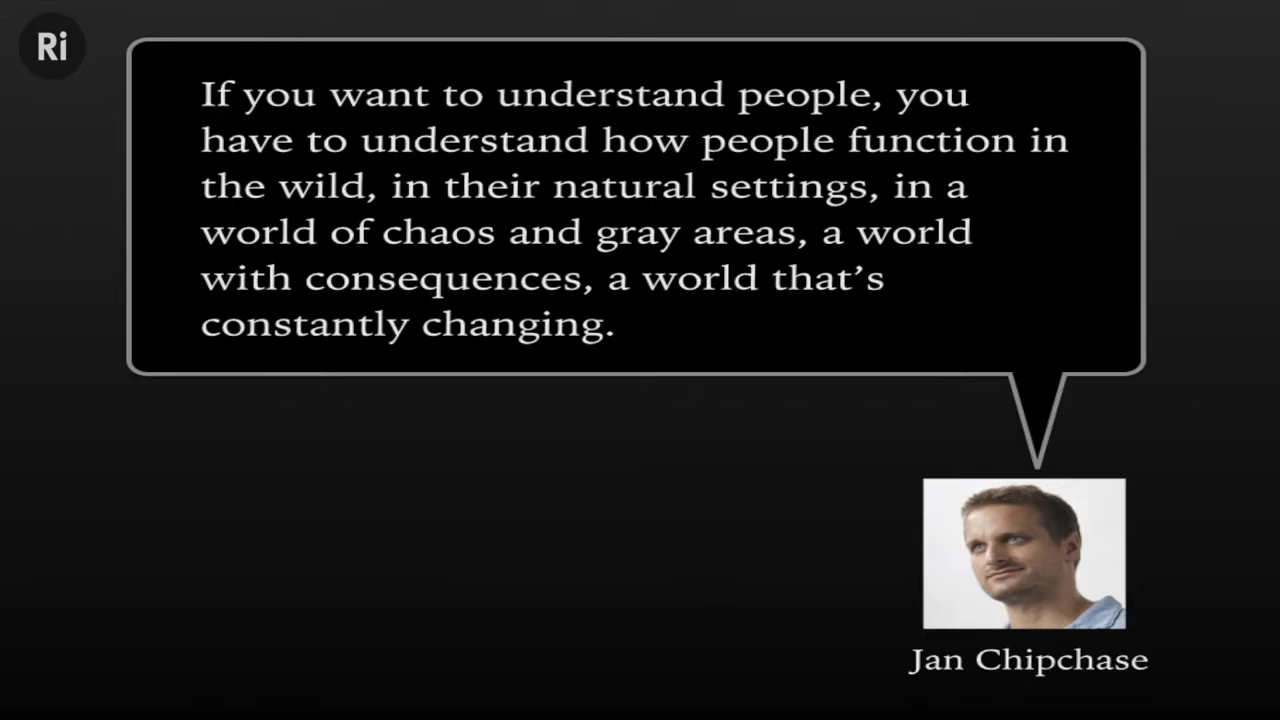 Ri
If you want to understand people, you
have to understand how people function in
the wild, in their natural settings, in a
world of chaos and gray areas, a world
with consequences, a world that’s
constantly changing.
Jan Chipchase